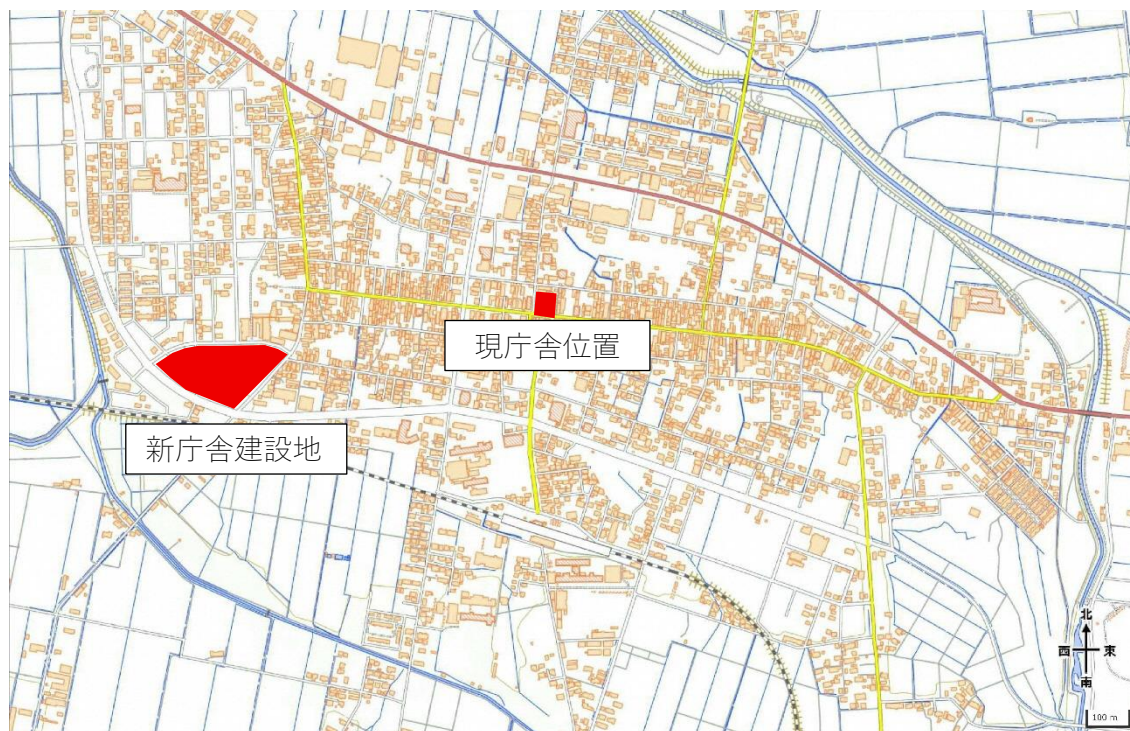 現庁舎位置
新庁舎建設地
北
西 東
南
100 m